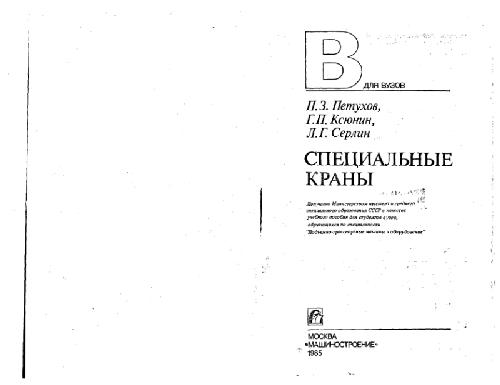 В
ДЛЯ ВУЗОВ
П.З. Петухов,
Г.П. Ксюнин,
Л.Г. Серлин
СПЕЦИАЛЬНЫЕ
КРАНЫ
Допущено Министерством высшего и среднего
специального образования СССР в качестве
учебного пособия для студентов вузов,
обучающихся по специальности
"Подъемно-транспортные машины и оборудование"
МОСКВА
«МАШИНОСТРОЕНИЕ»
1985